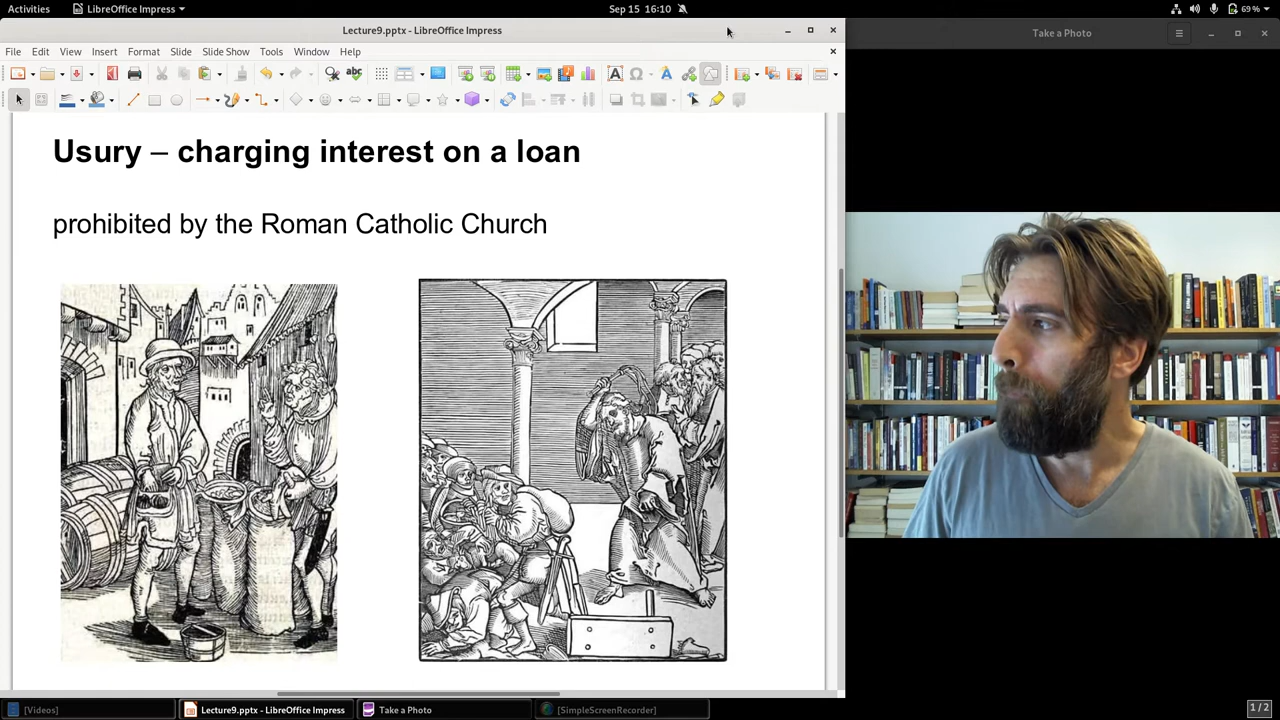 Activities
LibreOffice Impress
Sep 15 16:10
69%
Lecture9.pptx - LibreOffice Impress
Take a Photo
File Edit View Insert Format Slide Slide Show Tools Window Help
Usury – charging interest on a loan
prohibited by the Roman Catholic Church
[Videos]
Lecture9.pptx - LibreOffice Impress
Take a Photo
[SimpleScreenRecorder]
1 / 2